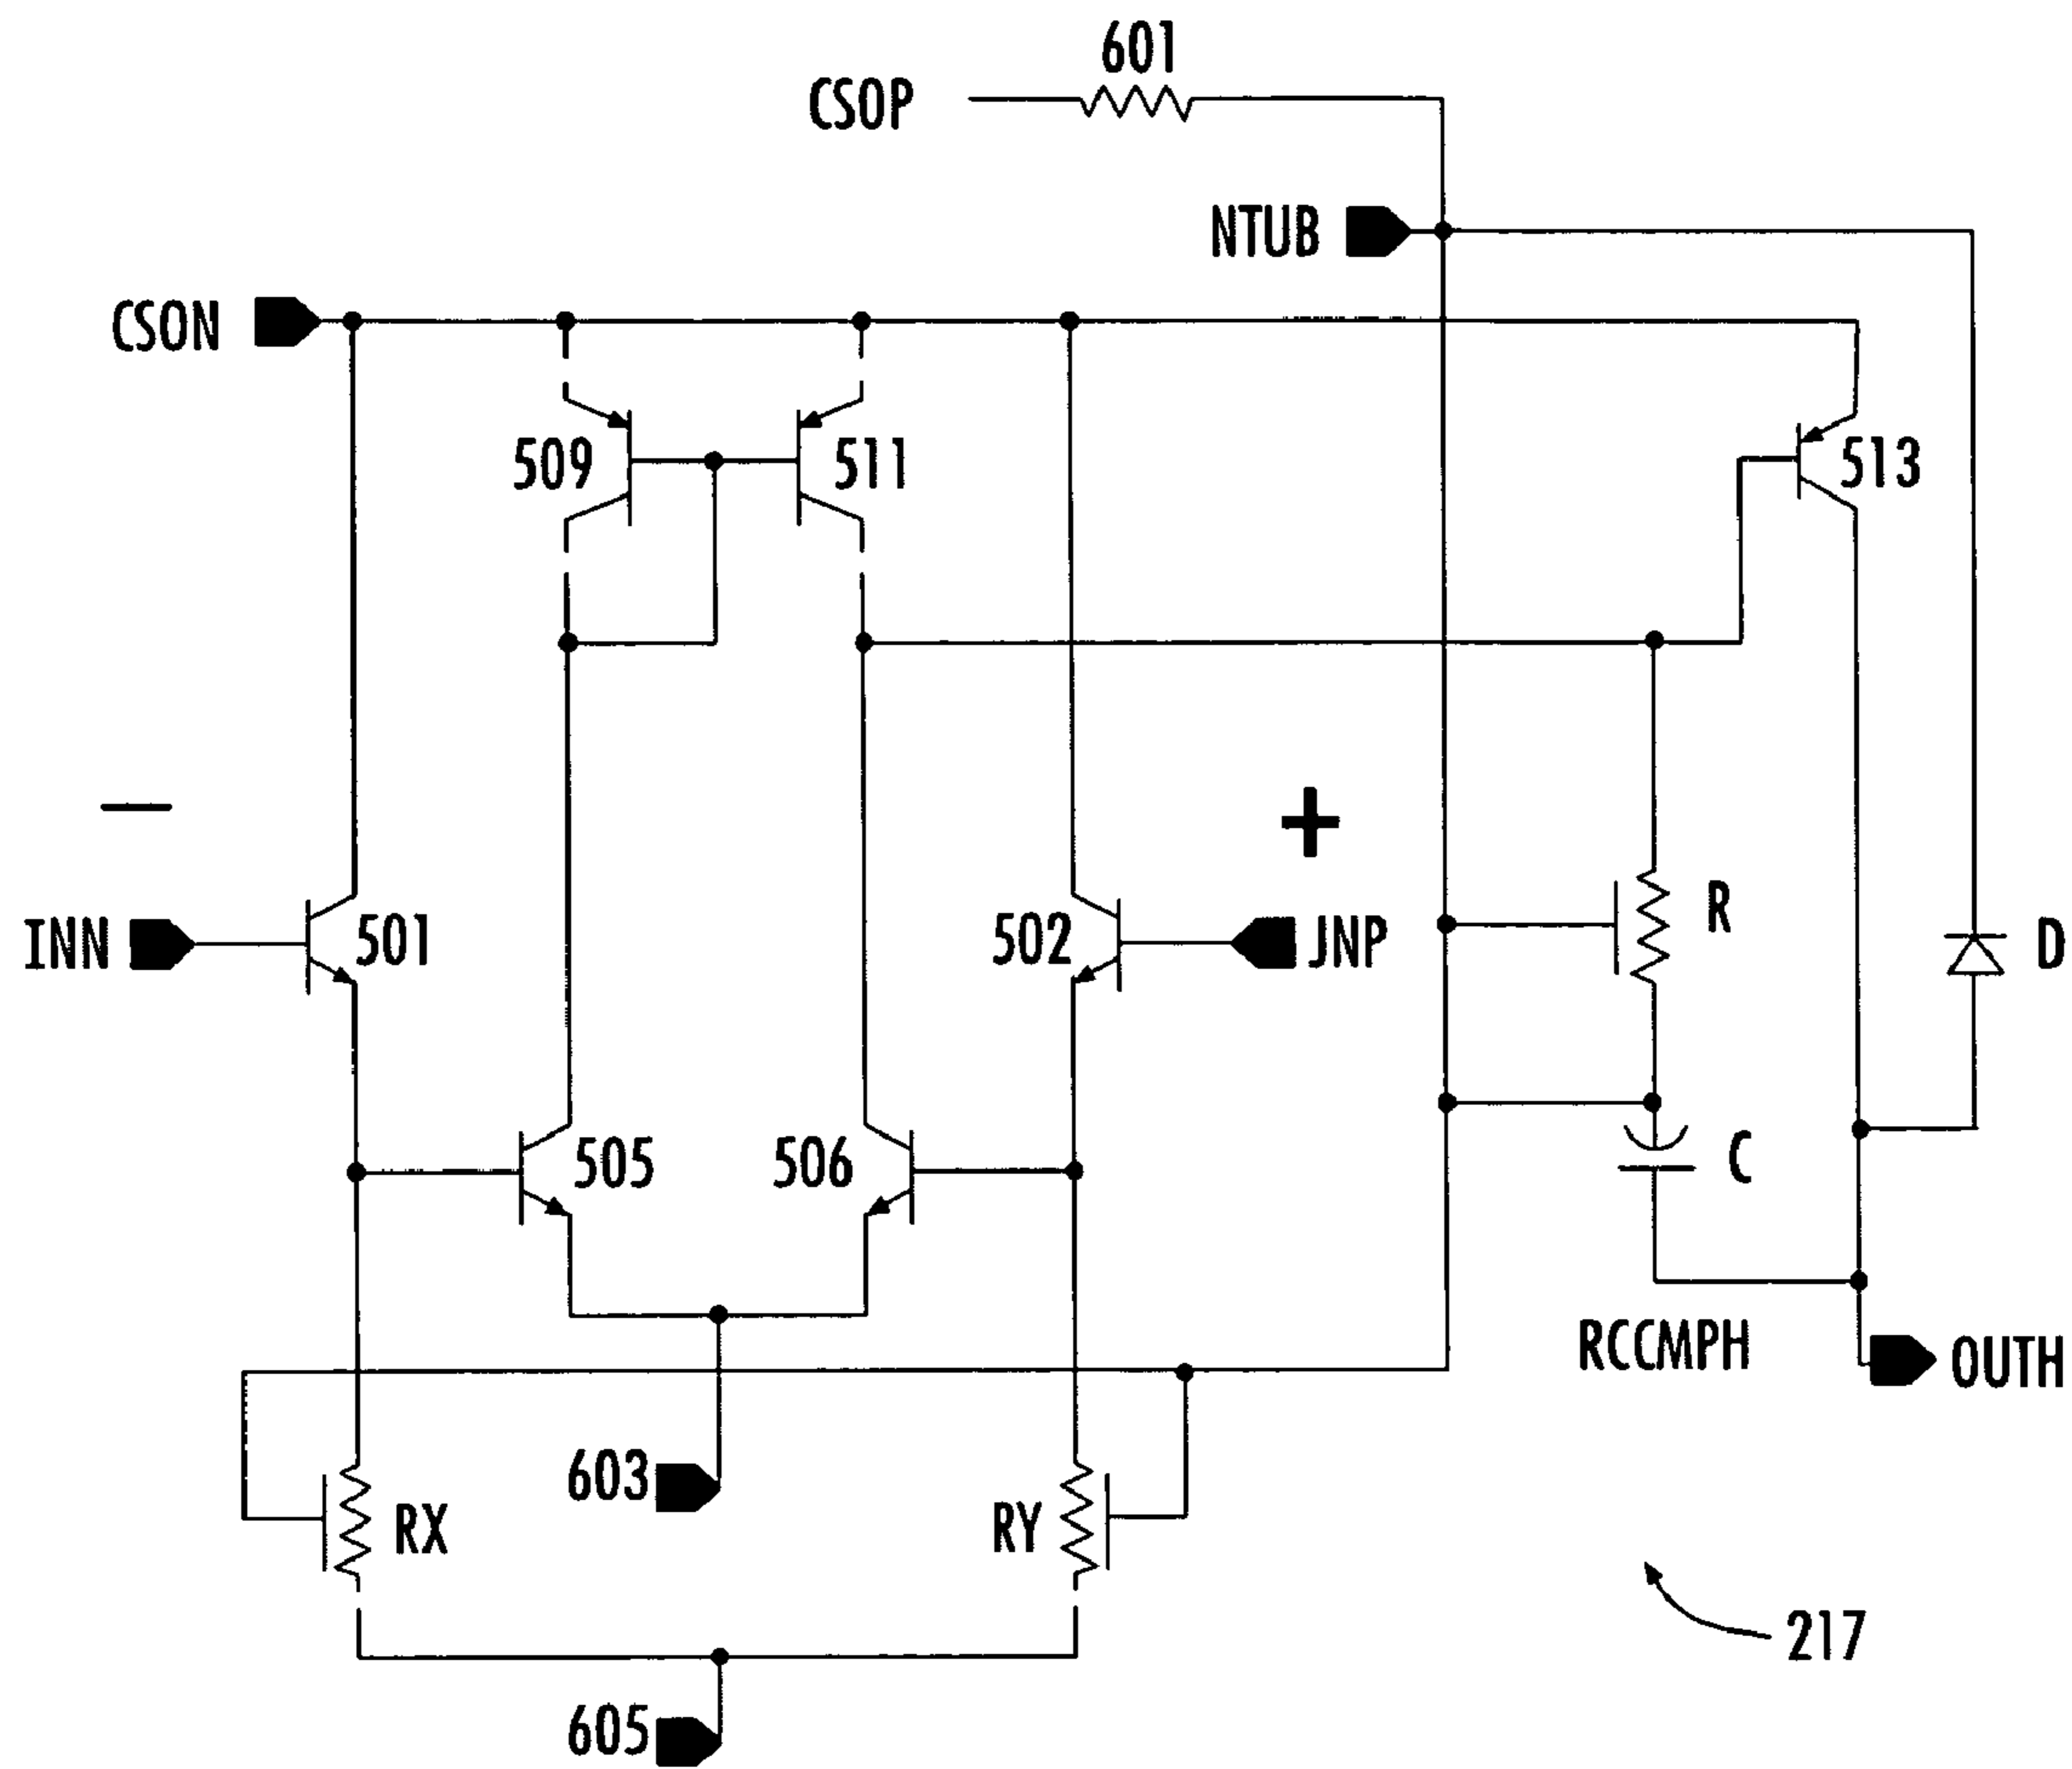 601
CSOP
NTUB
CSON
509
511
513
−
+
INN
501
502
JNP
R
D
505
506
C
RCCMPH
OUTH
603
RX
RY
217
605